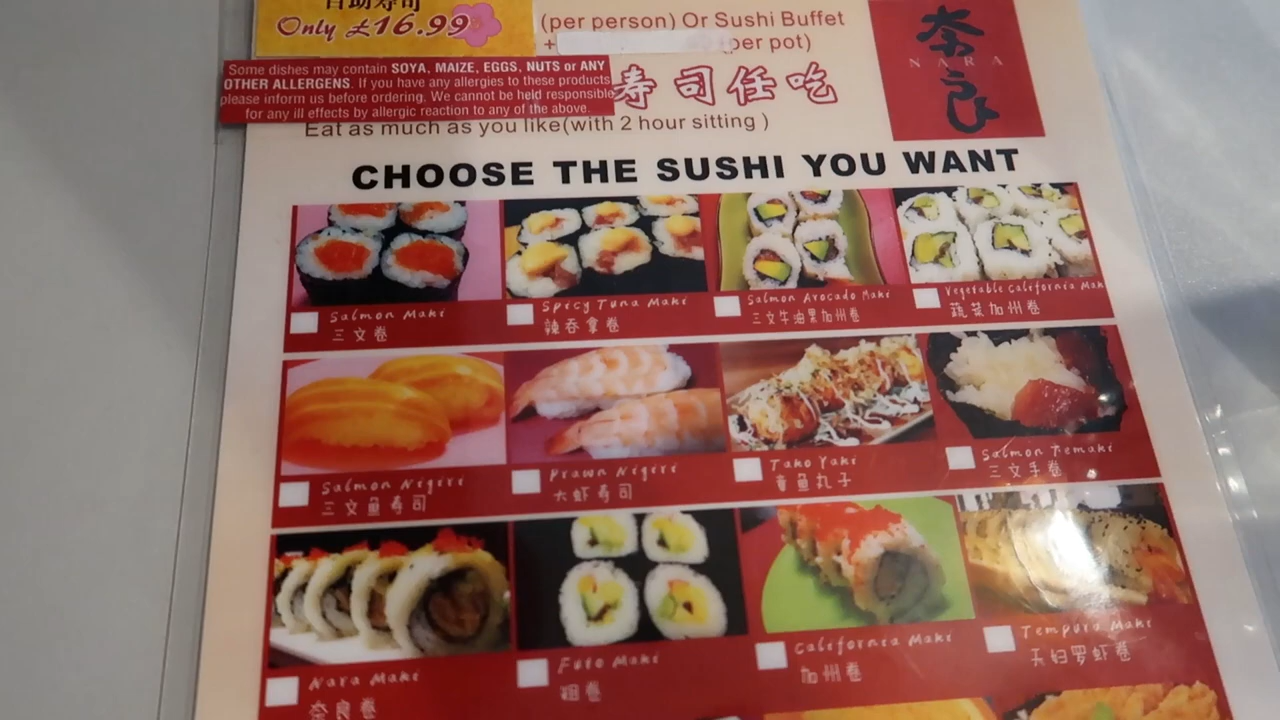 自助寿司
Only £16.99
(per person) Or Sushi Buffet
+ per pot)
Some dishes may contain SOYA, MAIZE, EGGS, NUTS or ANY
OTHER ALLERGENS. If you have any allergies to these products
please inform us before ordering. We cannot be held responsible
for any ill effects by allergic reaction to any of the above.
寿司任吃
Eat as much as you like(with 2 hour sitting )
奈良
NARA
CHOOSE THE SUSHI YOU WANT
Salmon Maki
三文卷
Spicy Tuna Maki
辣吞拿卷
Salmon Avocado Maki
三文牛油果加州卷
Vegetable California Mak
蔬菜加州卷
Salmon Nigiri
三文鱼寿司
Prawn Nigiri
大虾寿司
Tako Yaki
章鱼丸子
Salmon Temaki
三文手卷
Nara Maki
奈良卷
Futo Maki
粗卷
California Maki
加州卷
Tempura Maki
天妇罗虾卷